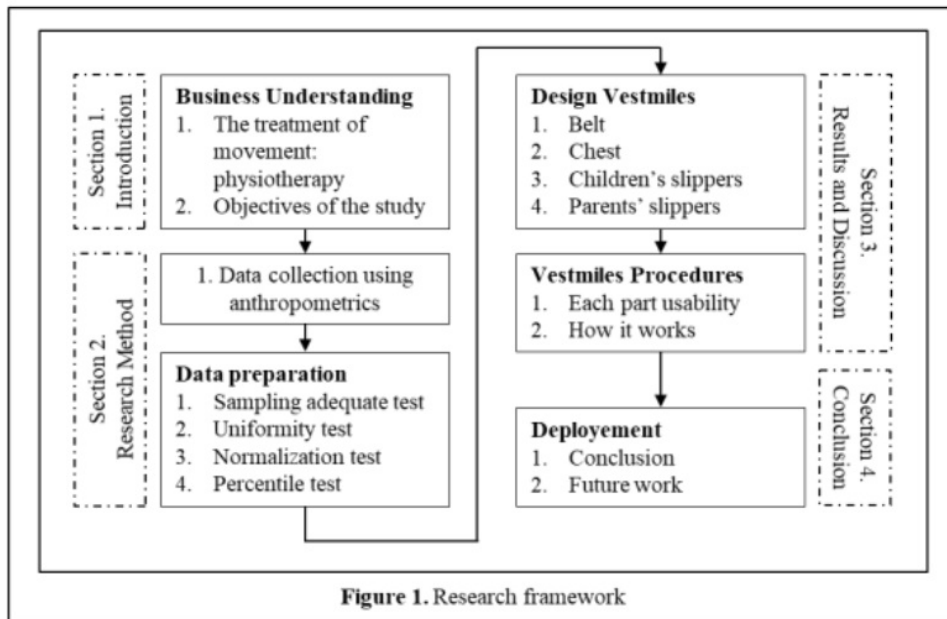 Section 1.
Introduction
Business Understanding
1. The treatment of
movement:
physiotherapy
2. Objectives of the study
Section 2.
Research Method
1. Data collection using
anthropometrics
Data preparation
1. Sampling adequate test
2. Uniformity test
3. Normalization test
4. Percentile test
Design Vestmiles
1. Belt
2. Chest
3. Children's slippers
4. Parents' slippers
Vestmiles Procedures
1. Each part usability
2. How it works
Section 3.
Results and Discussion
Deployement
1. Conclusion
2. Future work
Section 4.
Conclusion
Figure 1. Research framework